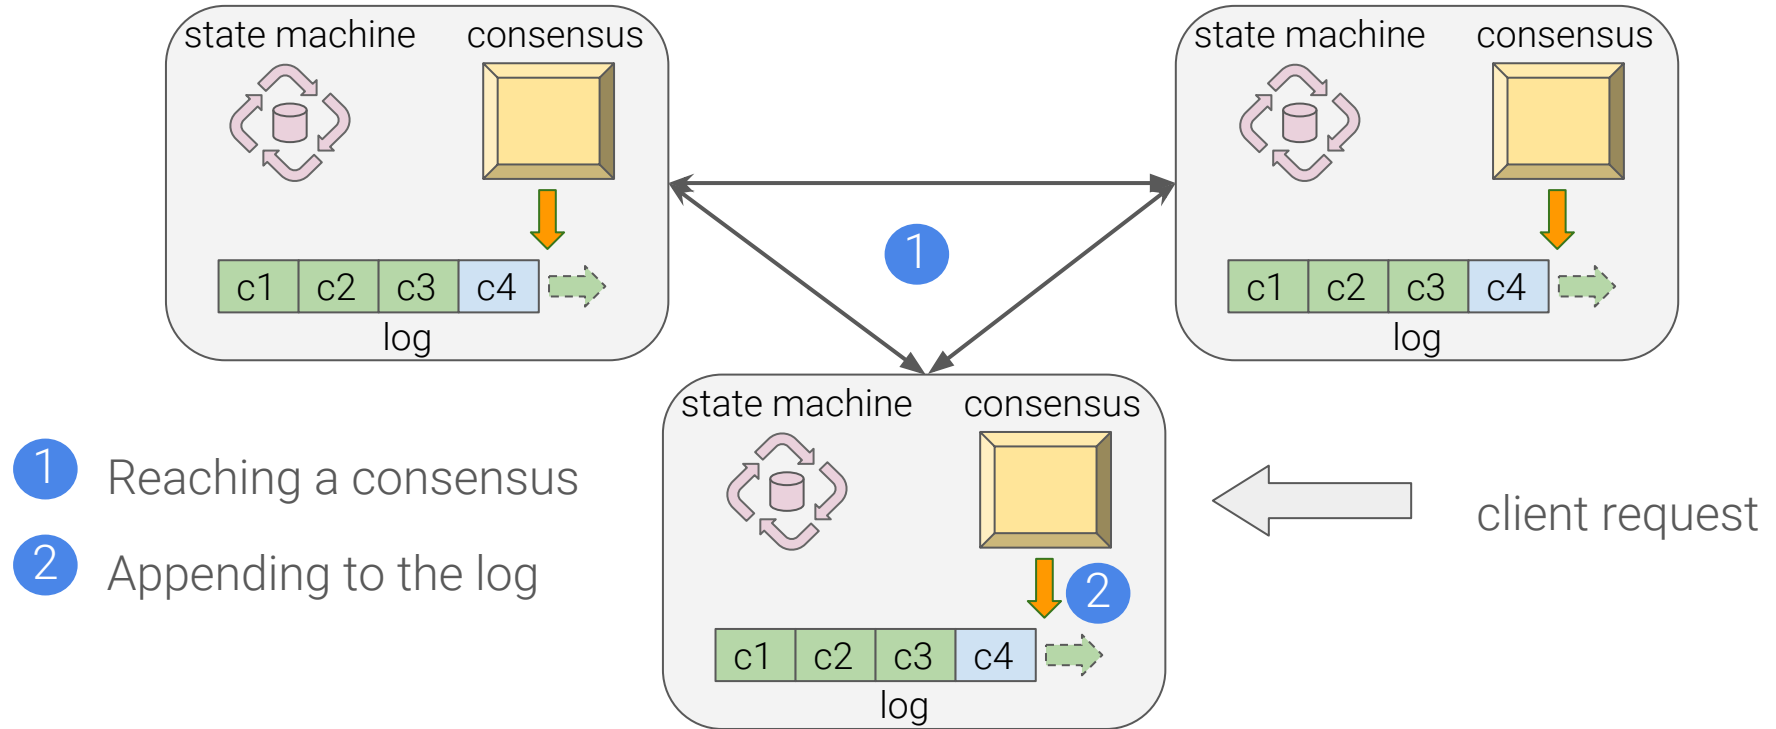 state machine consensus
c1 c2 c3 c4
log
state machine consensus
c1 c2 c3 c4
log
1
state machine consensus
2
c1 c2 c3 c4
log
1 Reaching a consensus
2 Appending to the log
client request